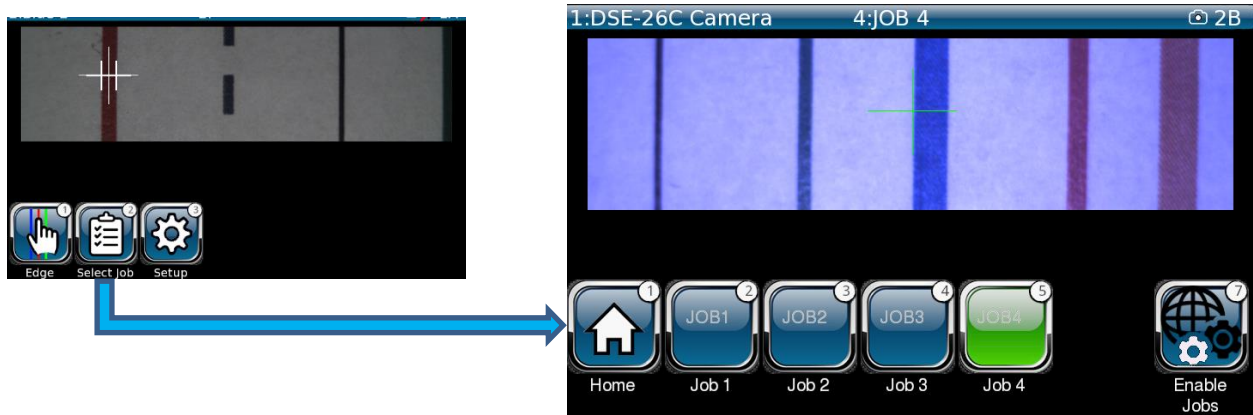 1
2
3
Edge
Select Job
Setup
1:DSE-26C Camera
4:JOB 4
2B
1
2
3
4
5
7
JOB1
JOB2
JOB3
JOB4
Home
Job 1
Job 2
Job 3
Job 4
Enable
Jobs